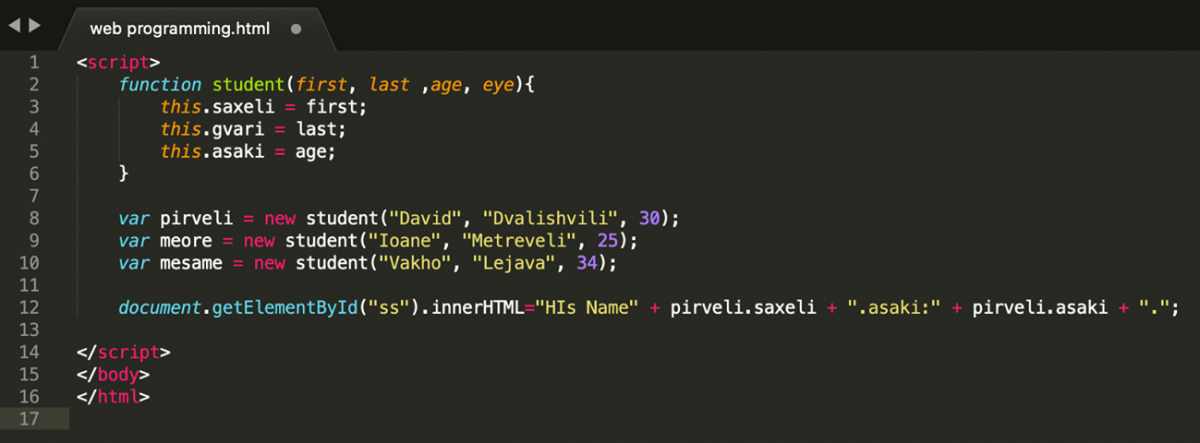 web programming.html
1 <script>
2 function student(first, last ,age, eye){
3 this.saxeli = first;
4 this.gvari = last;
5 this.asaki = age;
6 }
7
8 var pirveli = new student("David", "Dvalishvili", 30);
9 var meore = new student("Ioane", "Metreveli", 25);
10 var mesame = new student("Vakho", "Lejava", 34);
11
12 document.getElementById("ss").innerHTML="HIs Name" + pirveli.saxeli + ".asaki:" + pirveli.asaki + ".";
13
14 </script>
15 </body>
16 </html>
17